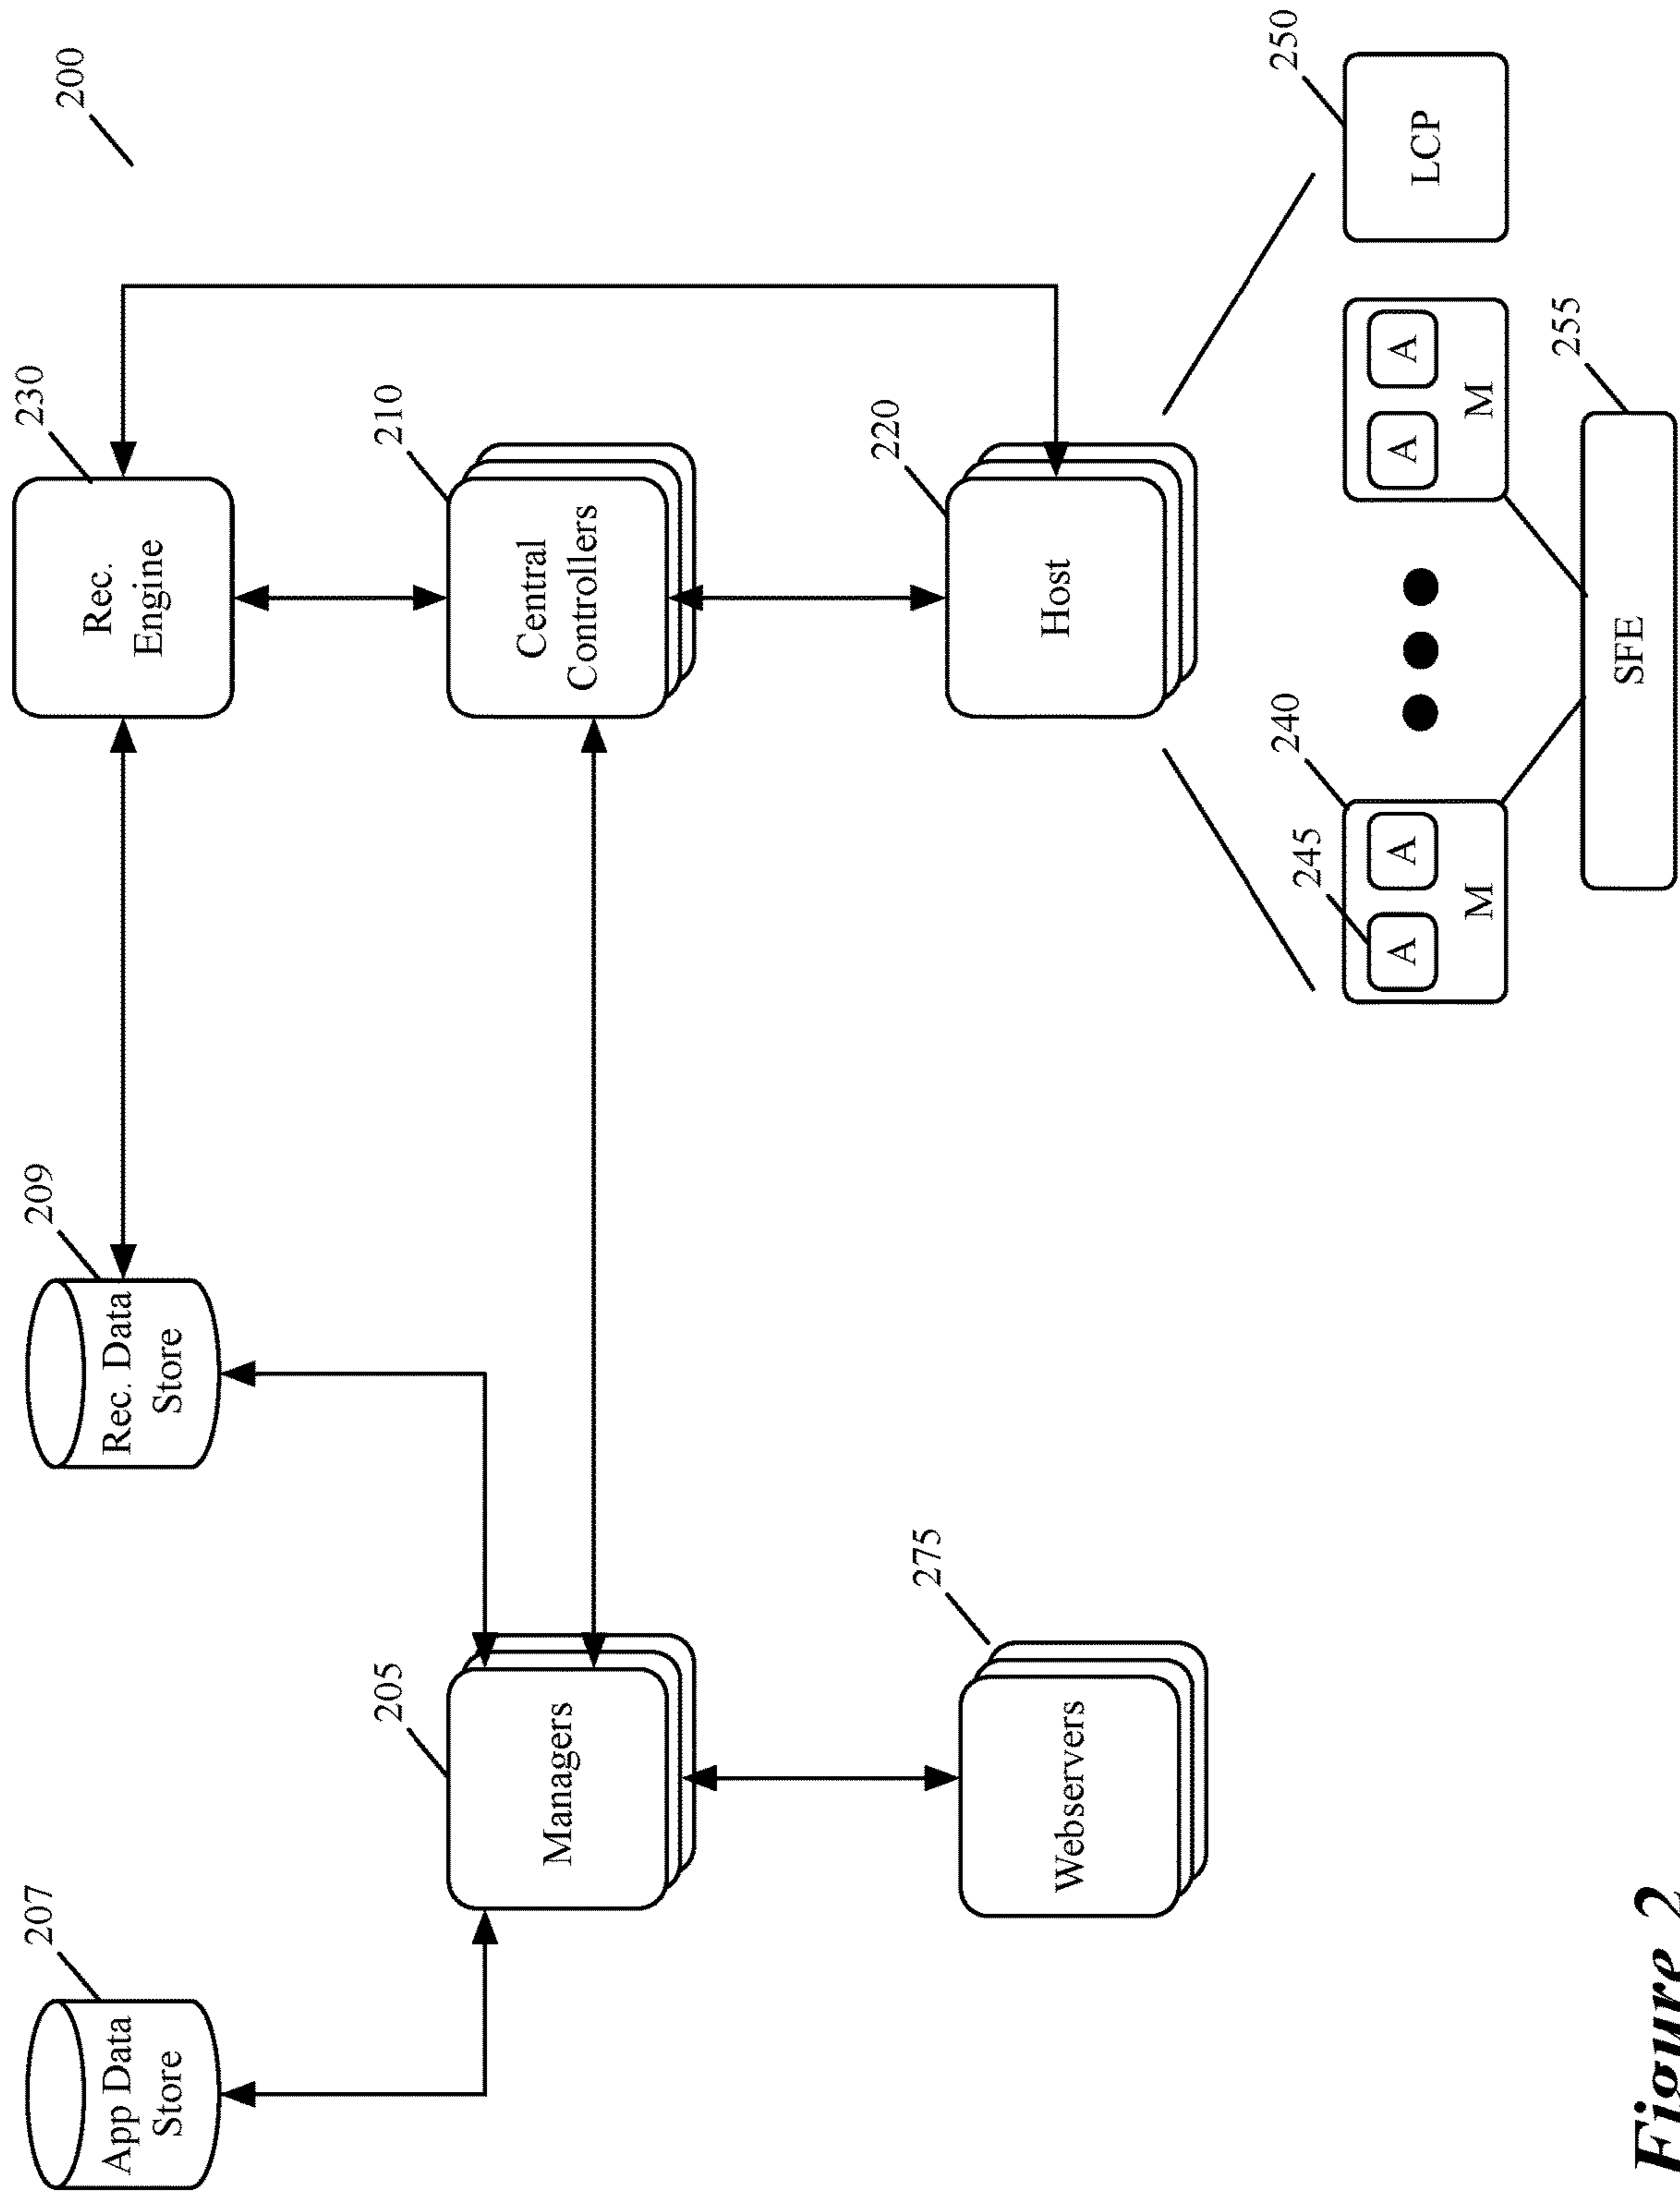 207
209
230
200
App Data
Store
Rec. Data
Store
Rec.
Engine
205
210
Managers
Central
Controllers
275
220
Webservers
Host
245
240
250
A A
M
A A
M
LCP
255
SFE
Figure 2